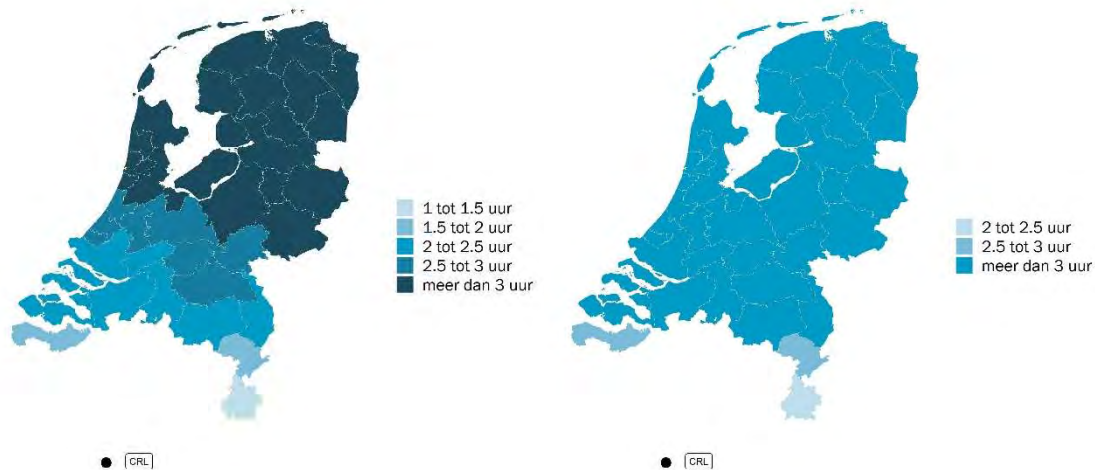 1 tot 1.5 uur
1.5 tot 2 uur
2 tot 2.5 uur
2.5 tot 3 uur
meer dan 3 uur
CRL
2 tot 2.5 uur
2.5 tot 3 uur
meer dan 3 uur
CRL